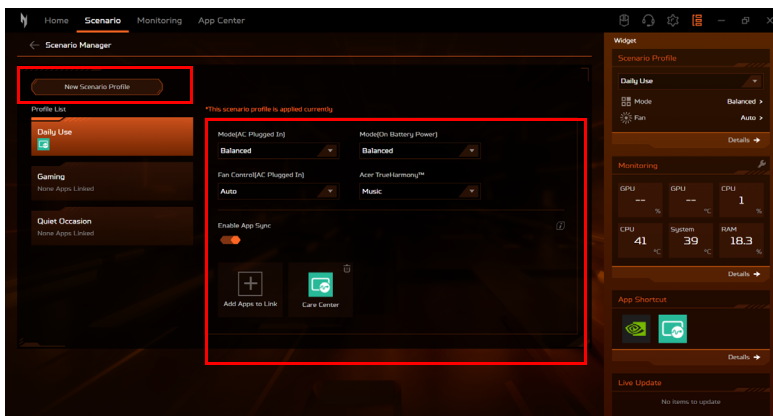 Home Scenario Monitoring App Center
Scenario Manager
New Scenario Profile
Profile List
Daily Use
Gaming
None Apps Linked
Quiet Occasion
None Apps Linked
*This scenario profile is applied currently
Mode(AC Plugged In) Mode(On Battery Power)
Balanced Balanced
Fan Control(AC Plugged In) Acer TrueHarmony™
Auto Music
Enable App Sync
Add Apps to Link Care Center
Widget
Scenario Profile
Daily Use
Mode Balanced >
Fan Auto >
Details →
Monitoring
GPU GPU CPU
-- -- 1
% °C %
CPU System RAM
41 39 18.3
°C °C %
Details →
App Shortcut
Details →
Live Update
No items to update